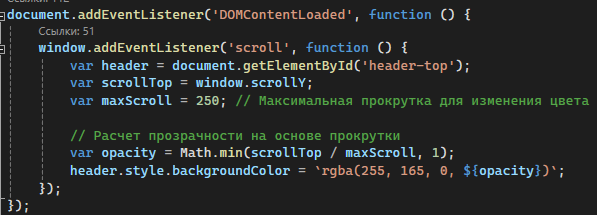 document.addEventListener('DOMContentLoaded', function () {
Ссылки: 51
window.addEventListener('scroll', function () {
var header = document.getElementById('header-top');
var scrollTop = window.scrollY;
var maxScroll = 250; // Максимальная прокрутка для изменения цвета
// Расчет прозрачности на основе прокрутки
var opacity = Math.min(scrollTop / maxScroll, 1);
header.style.backgroundColor = `rgba(255, 165, 0, ${opacity})`;
});
});